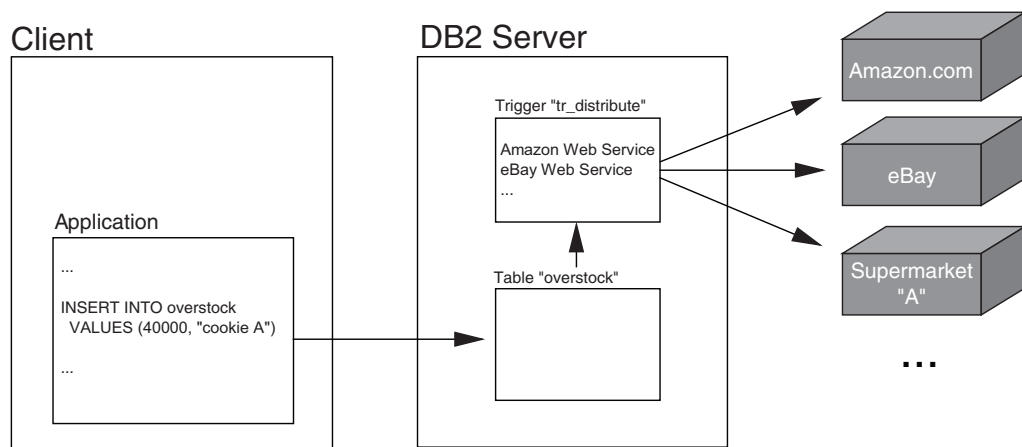 Client
Application
...
INSERT INTO overstock
VALUES (40000, "cookie A")
...
DB2 Server
Trigger "tr_distribute"
Amazon Web Service
eBay Web Service
...
Table "overstock"
Amazon.com
eBay
Supermarket
"A"
...